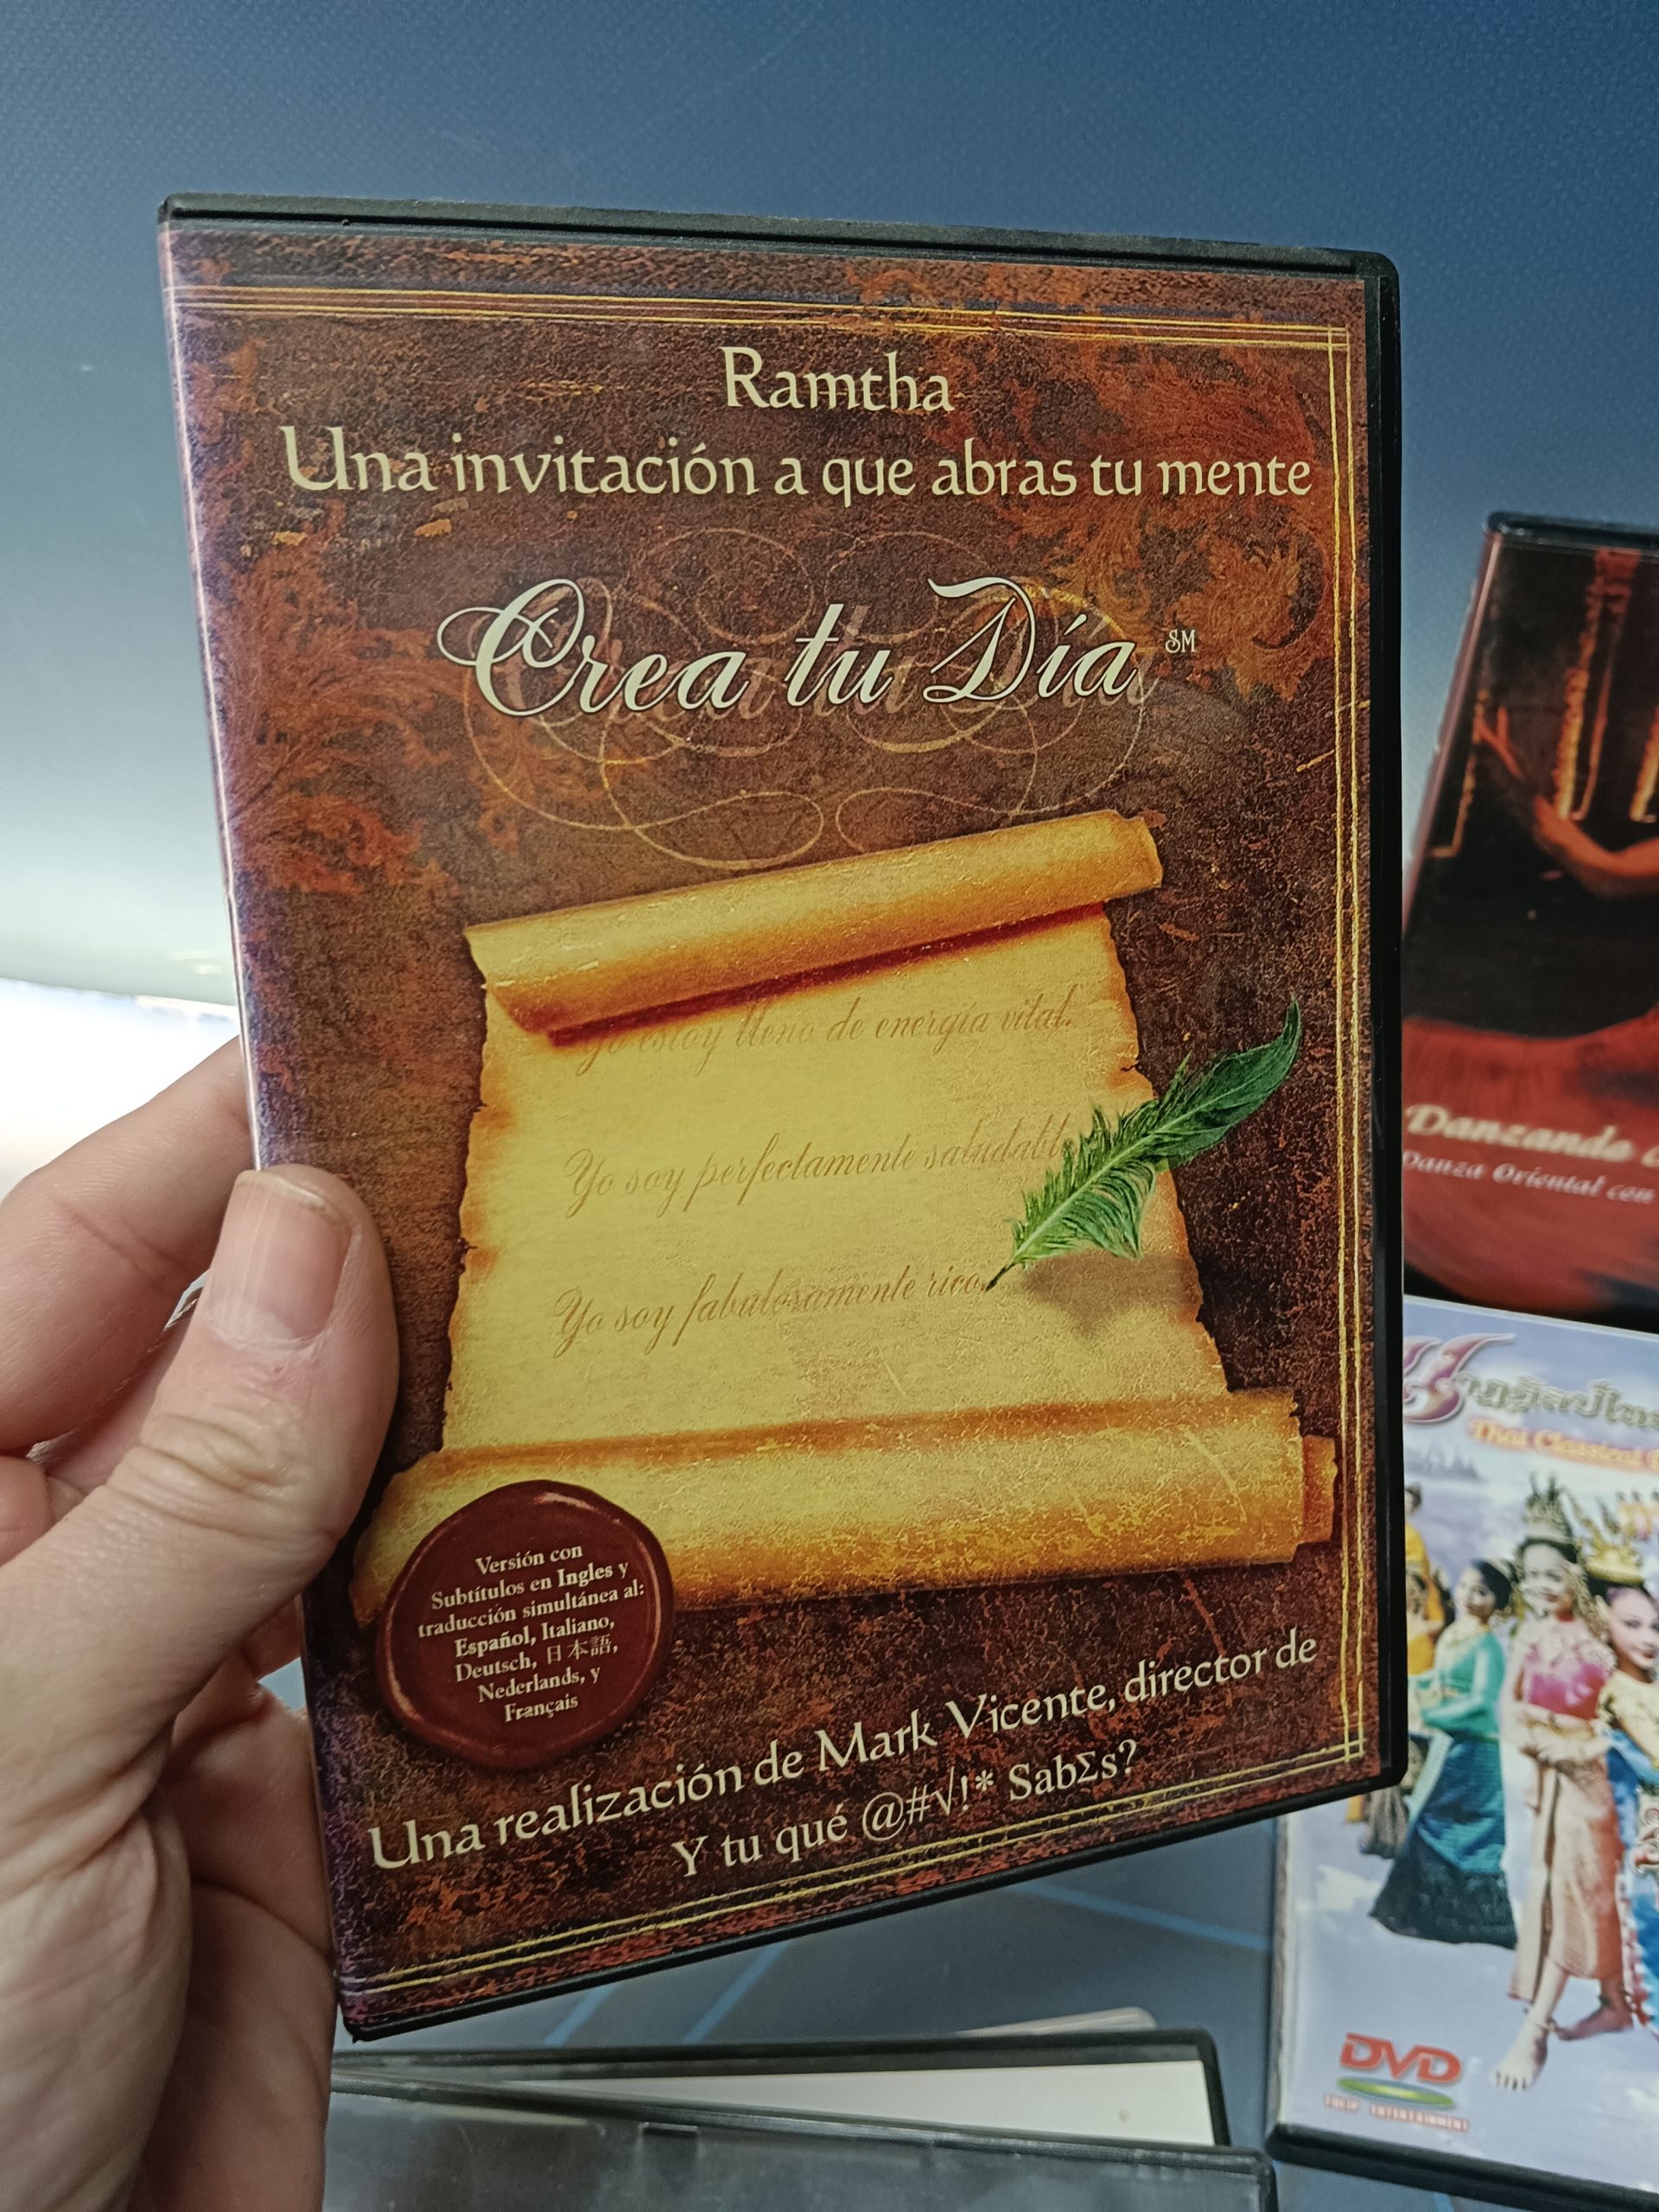 Ramtha
Una invitación a que abras tu mente
Crea tu Día SM
Yo estoy lleno de energía vital.
Yo soy perfectamente saludabl
Yo soy fabulosamente rico.
Versión con
Subtítulos en Ingles y
traducción simultánea al:
Español, Italiano,
Deutsch, 日本語,
Nederlands, y
Français
Una realización de Mark Vicente, director de
Y tu qué @#√!* SabΣs?
Danzando
Danza Oriental con
Thai Classical
DVD
ENTERTAINMENT